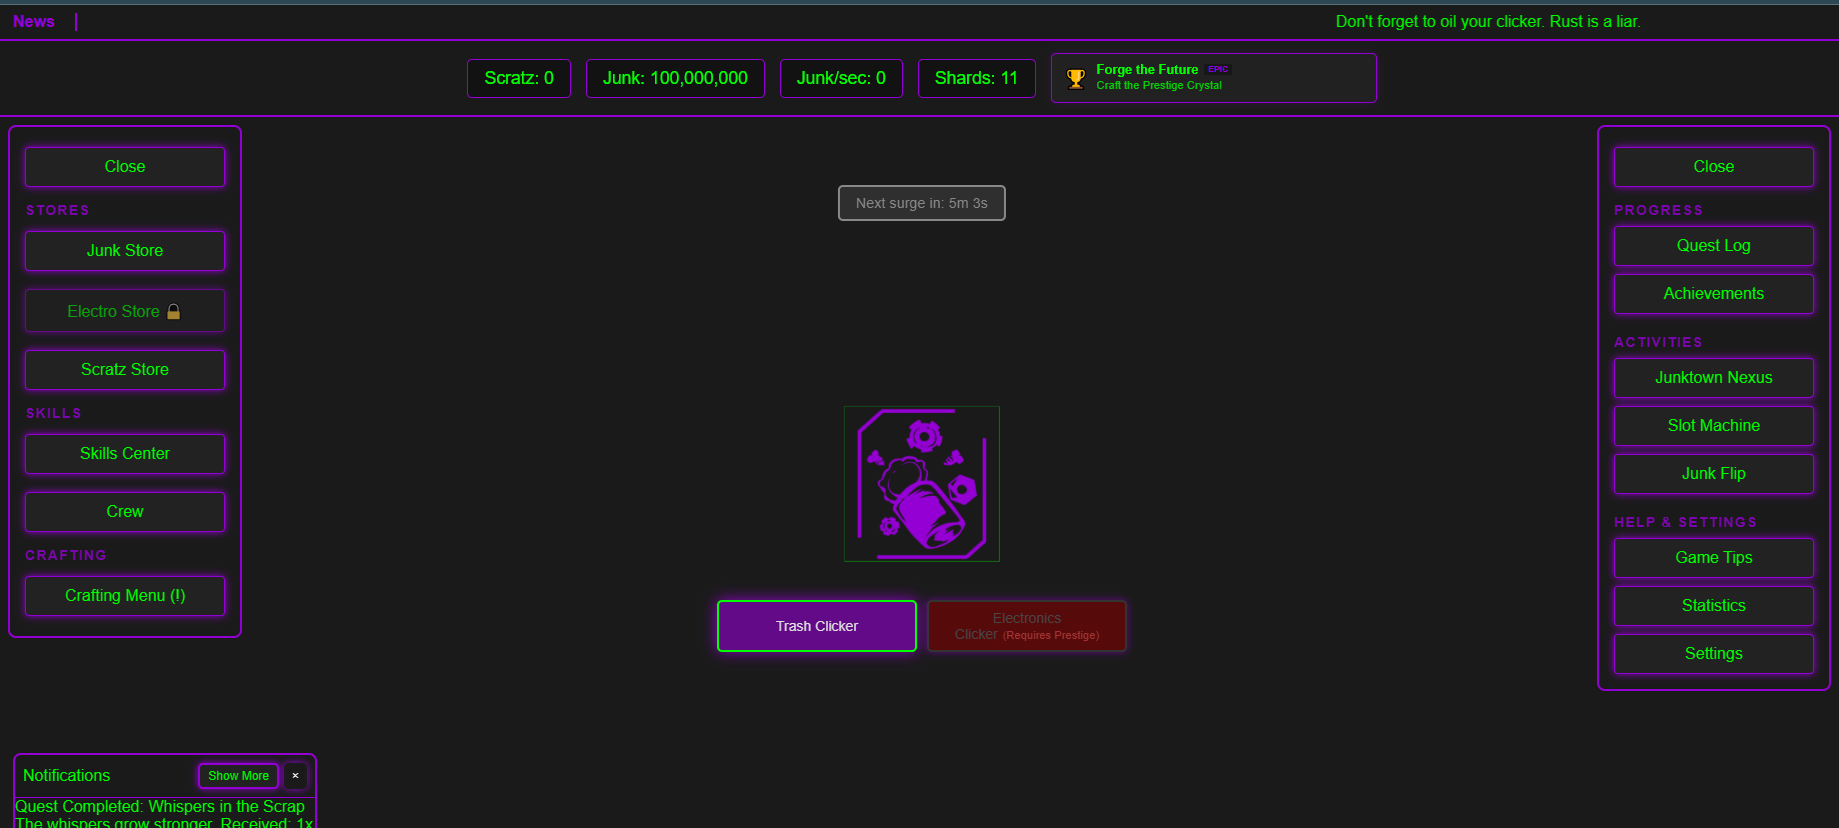 News
Don't forget to oil your clicker. Rust is a liar.
Scratz: 0
Junk: 100,000,000
Junk/sec: 0
Shards: 11
Forge the Future EPIC
Craft the Prestige Crystal
Close
STORES
Junk Store
Electro Store
Scratz Store
SKILLS
Skills Center
Crew
CRAFTING
Crafting Menu (!)
Next surge in: 5m 3s
Trash Clicker
Electronics
Clicker (Requires Prestige)
Close
PROGRESS
Quest Log
Achievements
ACTIVITIES
Junktown Nexus
Slot Machine
Junk Flip
HELP & SETTINGS
Game Tips
Statistics
Settings
Notifications
Show More
×
Quest Completed: Whispers in the Scrap
The whispers grow stronger. Received: 1x